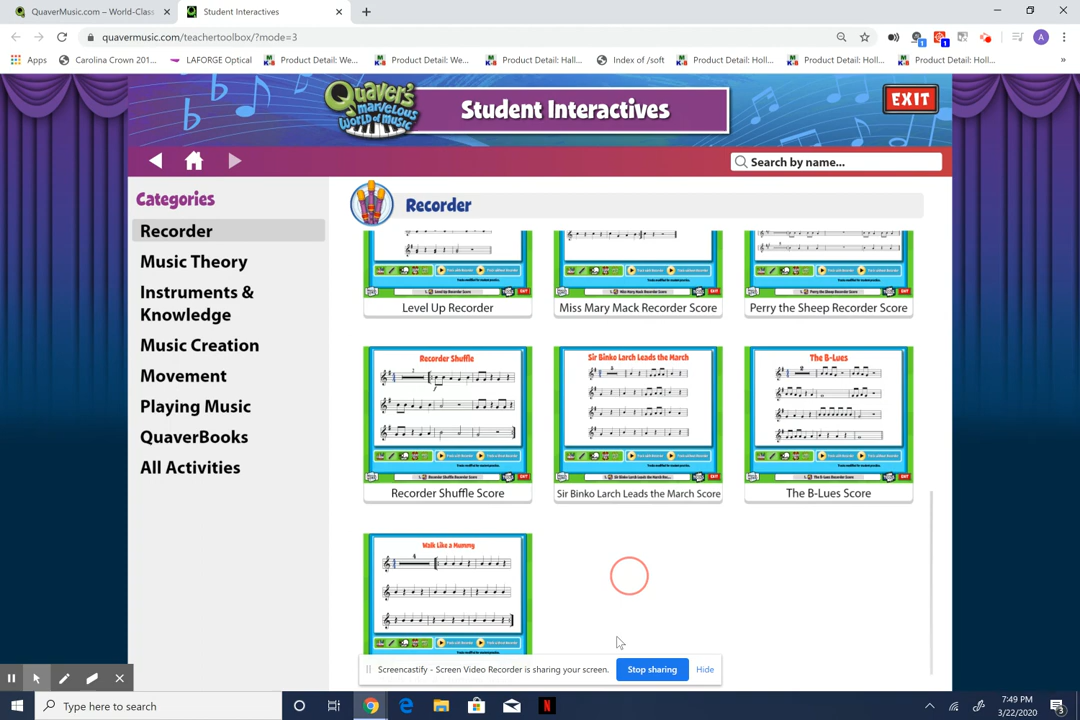 QuaverMusic.com – World-Class
Student Interactives
quavermusic.com/teachertoolbox/?mode=3
Apps
Carolina Crown 201...
LAFORGE Optical
Product Detail: We...
Product Detail: We...
Product Detail: Hall...
Index of /soft
Product Detail: Holl...
Product Detail: Holl...
Product Detail: Holl...
Quaver's
marvelous
World of Music
Student Interactives
EXIT
Search by name...
Categories
Recorder
Music Theory
Instruments &
Knowledge
Music Creation
Movement
Playing Music
QuaverBooks
All Activities
Recorder
Level Up Recorder
Miss Mary Mack Recorder Score
Perry the Sheep Recorder Score
Recorder Shuffle
Sir Binko Larch Leads the March
The B-Lues
Recorder Shuffle Score
Sir Binko Larch Leads the March Score
The B-Lues Score
Walk Like a Mummy
Screencastify - Screen Video Recorder is sharing your screen.
Stop sharing
Hide
Type here to search
7:49 PM
3/22/2020